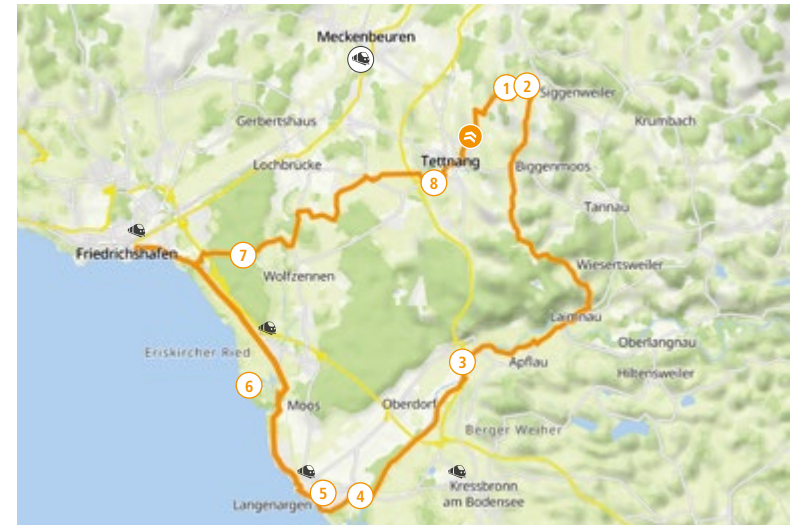 Meckenbeuren
1
2
Siggenweiler
Gerbertshaus
Krumbach
Lochbrücke
Tettnang
Biggenmoos
8
Tannau
Friedrichshafen
7
Wolfzennen
Wiesertsweiler
Laimnau
Eriskircher Ried
3
Apflau
Oberlangnau
Hiltensweiler
6
Moos
Oberdorf
Berger Weiher
5
4
Langenargen
Kressbronn
am Bodensee